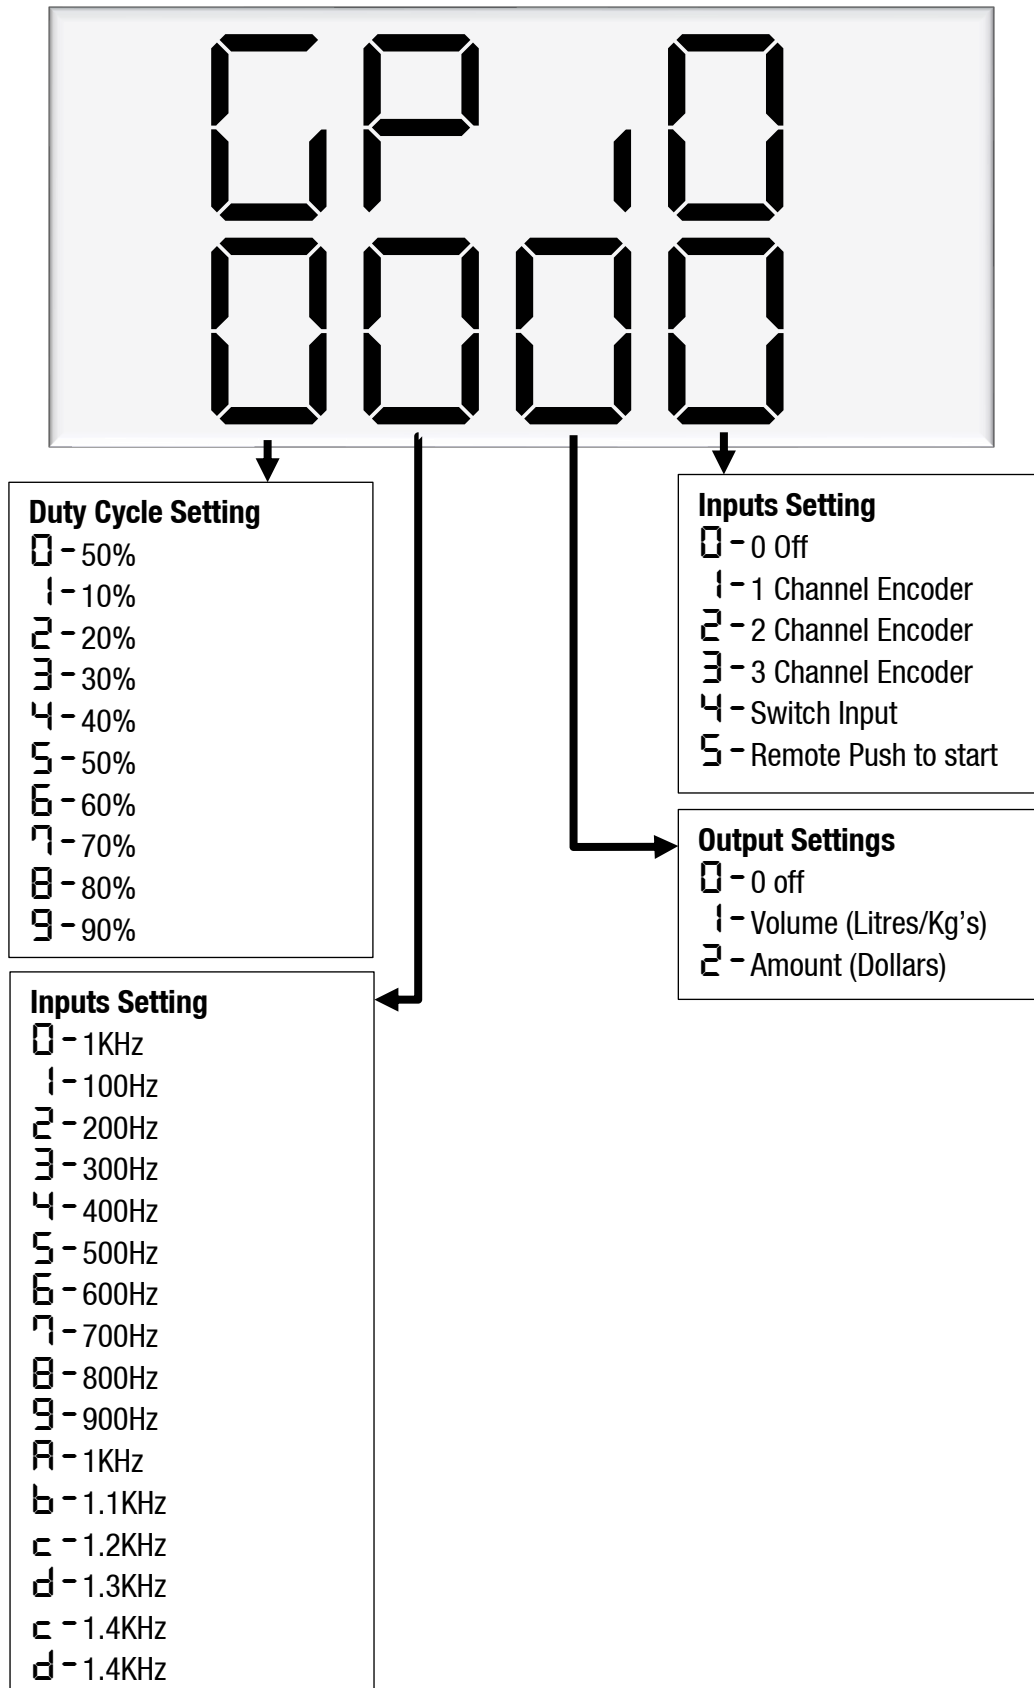 GPiO
0000
Duty Cycle Setting
0 - 50%
1 - 10%
2 - 20%
3 - 30%
4 - 40%
5 - 50%
6 - 60%
7 - 70%
8 - 80%
9 - 90%
Inputs Setting
0 - 1KHz
1 - 100Hz
2 - 200Hz
3 - 300Hz
4 - 400Hz
5 - 500Hz
6 - 600Hz
7 - 700Hz
8 - 800Hz
9 - 900Hz
A - 1KHz
b - 1.1KHz
c - 1.2KHz
d - 1.3KHz
c - 1.4KHz
d - 1.4KHz
Inputs Setting
0 - 0 Off
1 - 1 Channel Encoder
2 - 2 Channel Encoder
3 - 3 Channel Encoder
4 - Switch Input
5 - Remote Push to start
Output Settings
0 - 0 off
1 - Volume (Litres/Kg’s)
2 - Amount (Dollars)